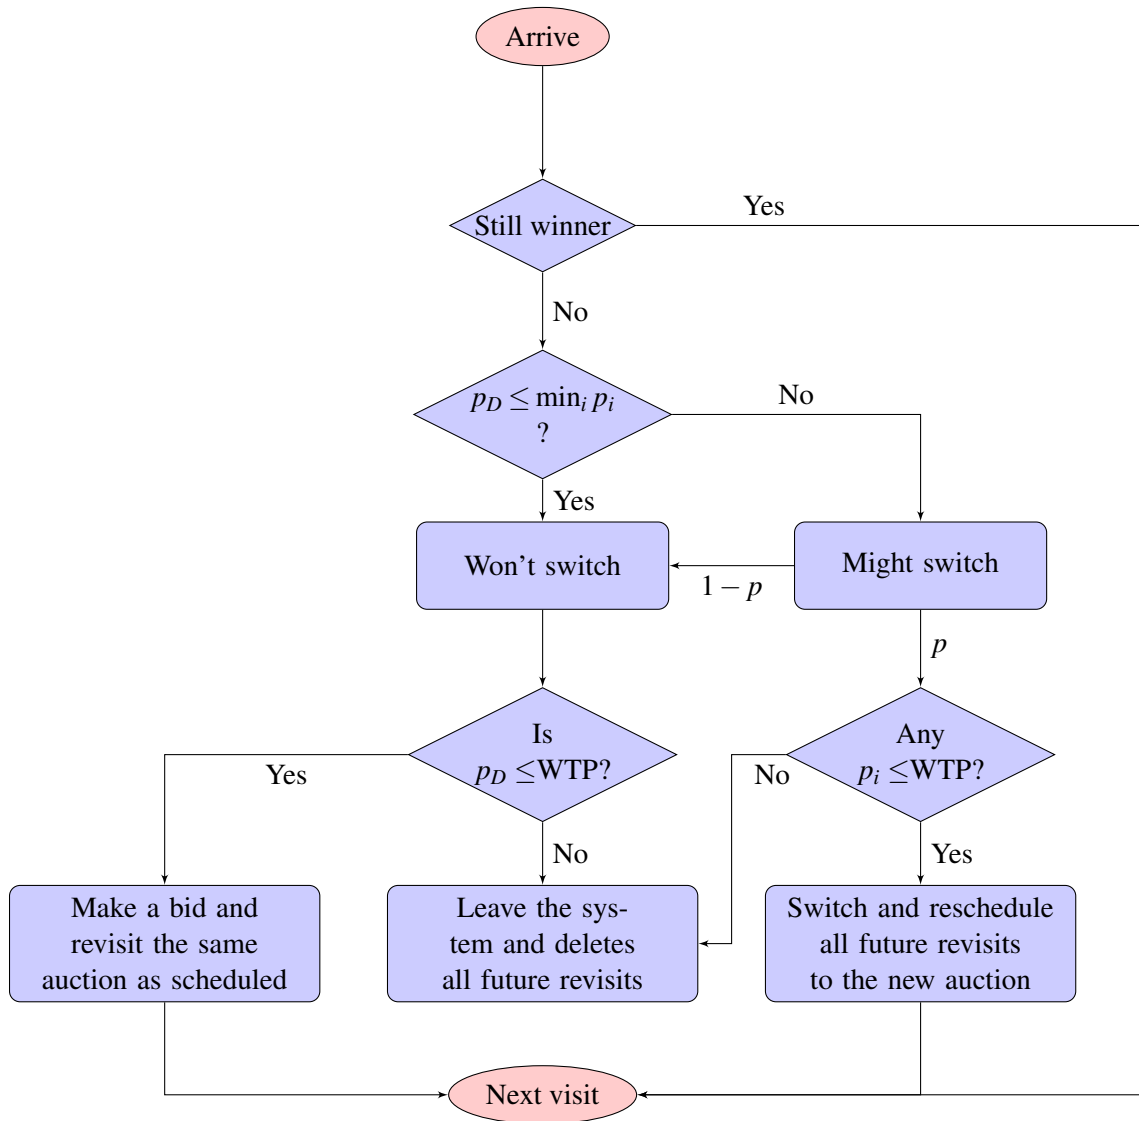 Arrive
Still winner
Yes
No
p_D ≤ min_i p_i
?
No
Yes
Won't switch
Might switch
1 − p
p
Is
p_D ≤WTP?
Any
p_i ≤WTP?
Yes
No
No
Yes
Make a bid and
revisit the same
auction as scheduled
Leave the sys-
tem and deletes
all future revisits
Switch and reschedule
all future revisits
to the new auction
Next visit